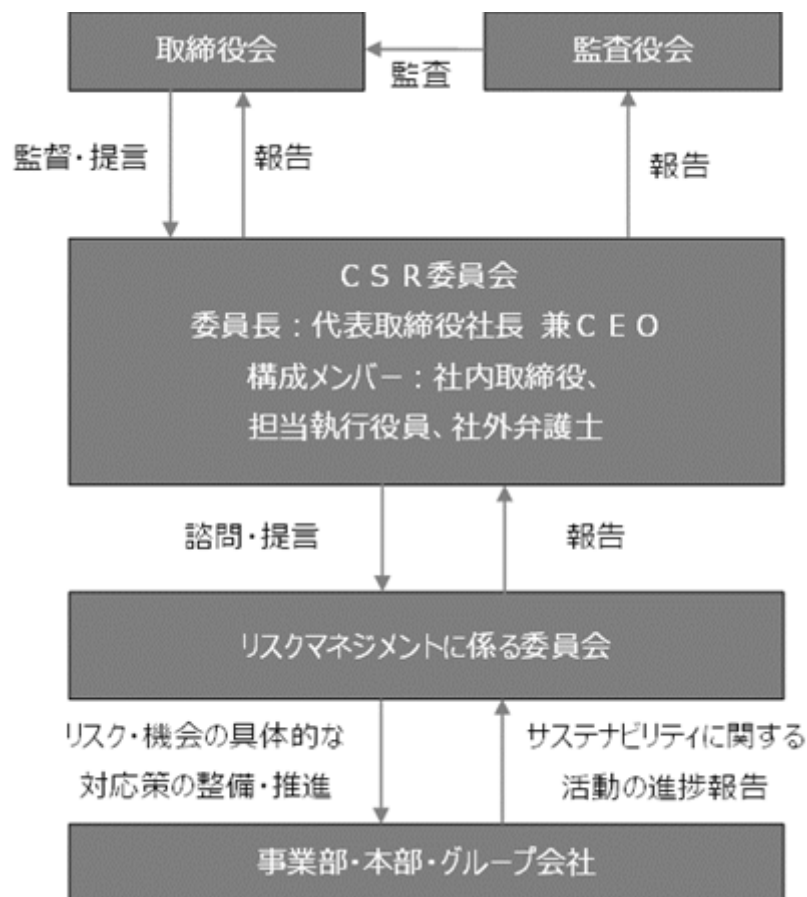 取締役会
監査
監査役会
監督・提言
報告
報告
ＣＳＲ委員会
委員長：代表取締役社長 兼ＣＥＯ
構成メンバー：社内取締役、
担当執行役員、社外弁護士
諮問・提言
報告
リスクマネジメントに係る委員会
リスク・機会の具体的な
対応策の整備・推進
サステナビリティに関する
活動の進捗報告
事業部・本部・グループ会社